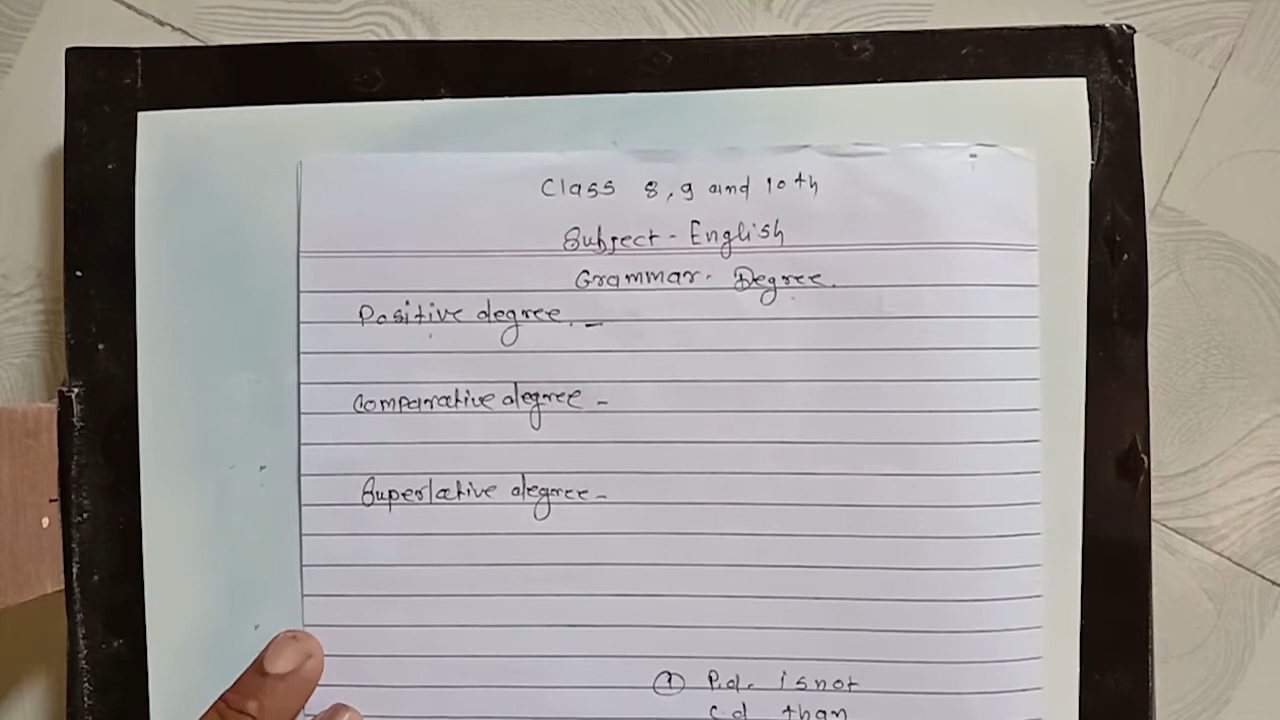 Class 8, 9 and 10th
Subject - English
Grammar. Degree.
Positive degree. -
Comparative degree -
Superlative degree -
① P.d. is not
C.d. than